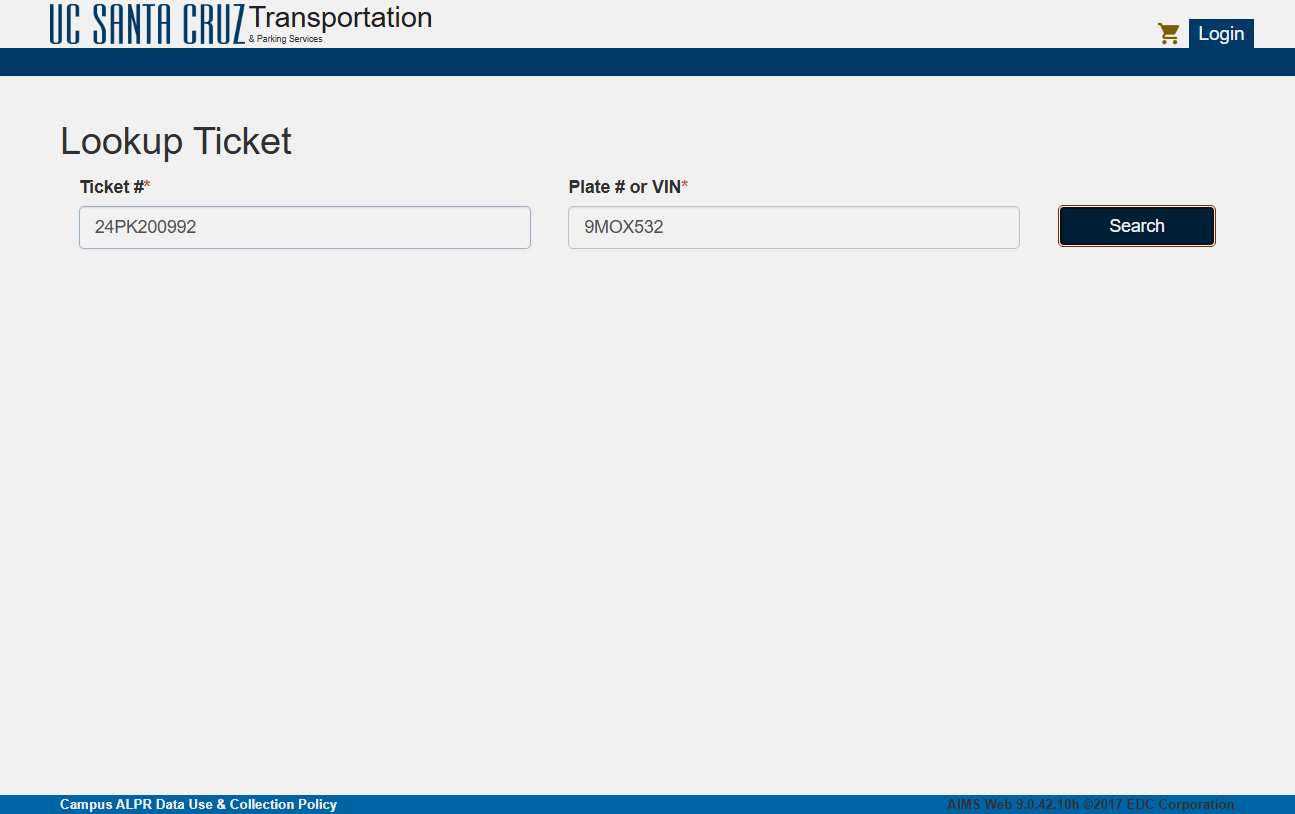 UC SANTA CRUZ Transportation
& Parking Services
Login
Lookup Ticket
Ticket #* Plate # or VIN*
24PK200992 9MOX532 Search
Campus ALPR Data Use & Collection Policy AIMS Web 9.0.42.10h ©2017 EDC Corporation